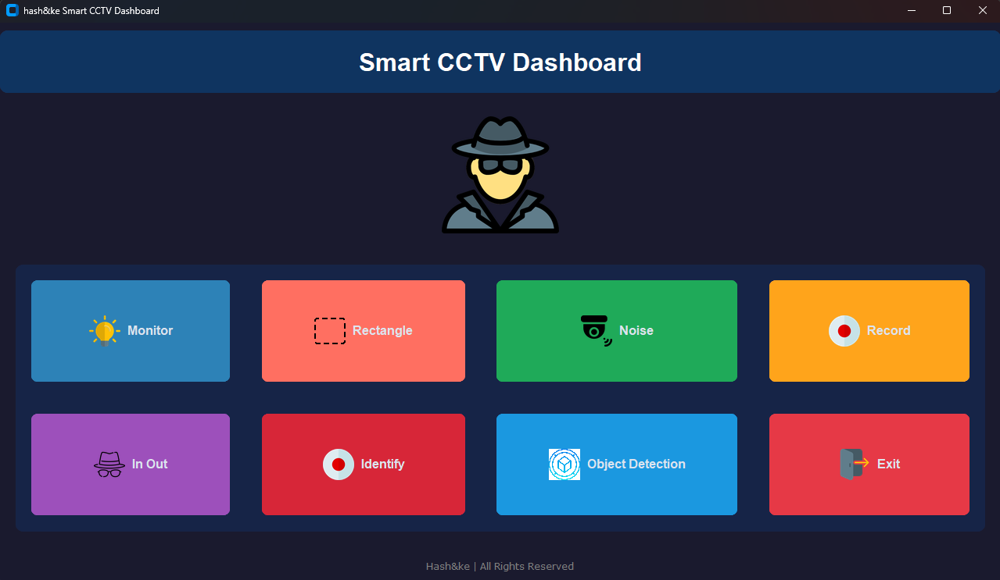 hash&ke Smart CCTV Dashboard
Smart CCTV Dashboard
Monitor
Rectangle
Noise
Record
In Out
Identify
Object Detection
Exit
Hash&ke | All Rights Reserved